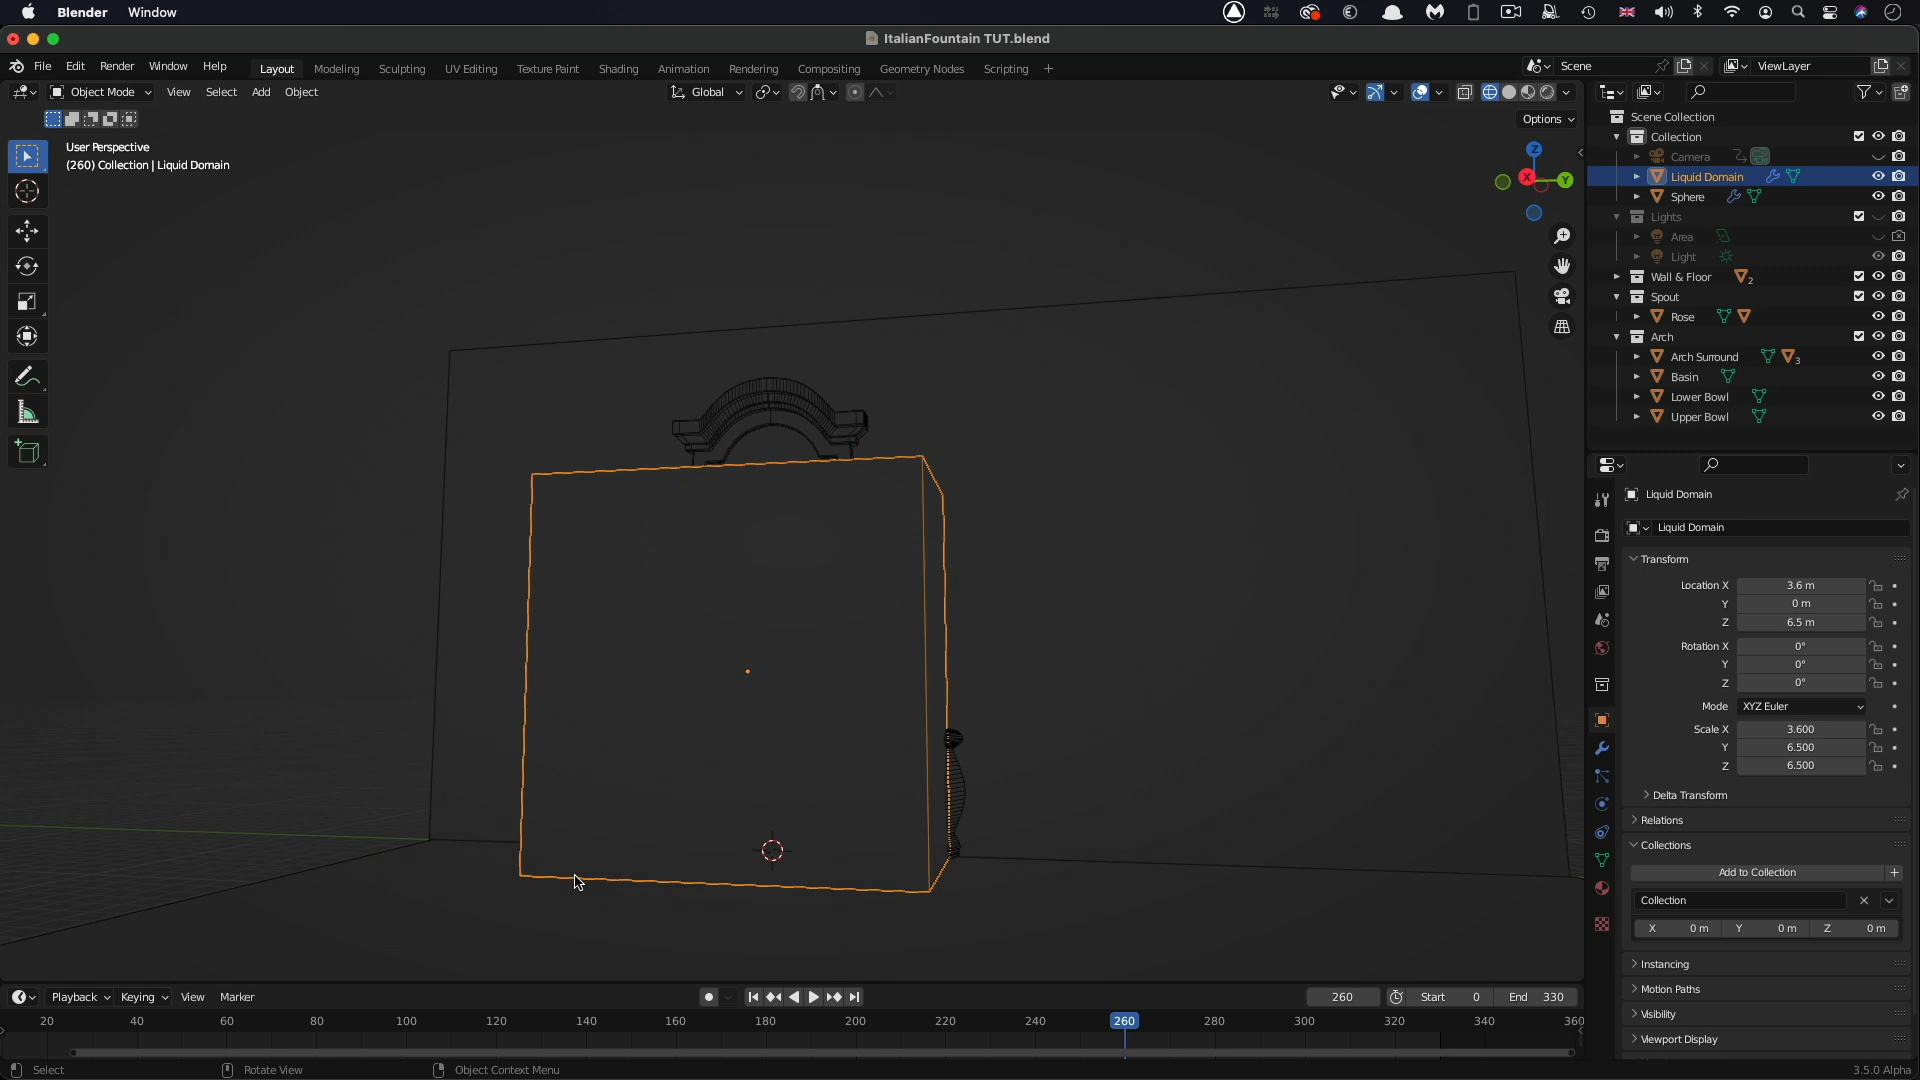 Blender Window
ItalianFountain TUT.blend
File Edit Render Window Help Layout Modeling Sculpting UV Editing Texture Paint Shading Animation Rendering Compositing Geometry Nodes Scripting + Scene ViewLayer
Object Mode View Select Add Object Global
Options
User Perspective
(260) Collection | Liquid Domain
Z
X
Y
Scene Collection
Collection
Camera
Liquid Domain
Sphere
Lights
Area
Light
Wall & Floor 2
Spout
Rose
Arch
Arch Surround 3
Basin
Lower Bowl
Upper Bowl
Liquid Domain
Liquid Domain
Transform
Location X 3.6 m
Y 0 m
Z 6.5 m
Rotation X 0°
Y 0°
Z 0°
Mode XYZ Euler
Scale X 3.600
Y 6.500
Z 6.500
Delta Transform
Relations
Collections
Add to Collection +
Collection
X 0 m Y 0 m Z 0 m
Instancing
Motion Paths
Visibility
Viewport Display
Playback Keying View Marker 260 Start 0 End 330
20 40 60 80 100 120 140 160 180 200 220 240 260 280 300 320 340 360
Select Rotate View Object Context Menu 3.5.0 Alpha